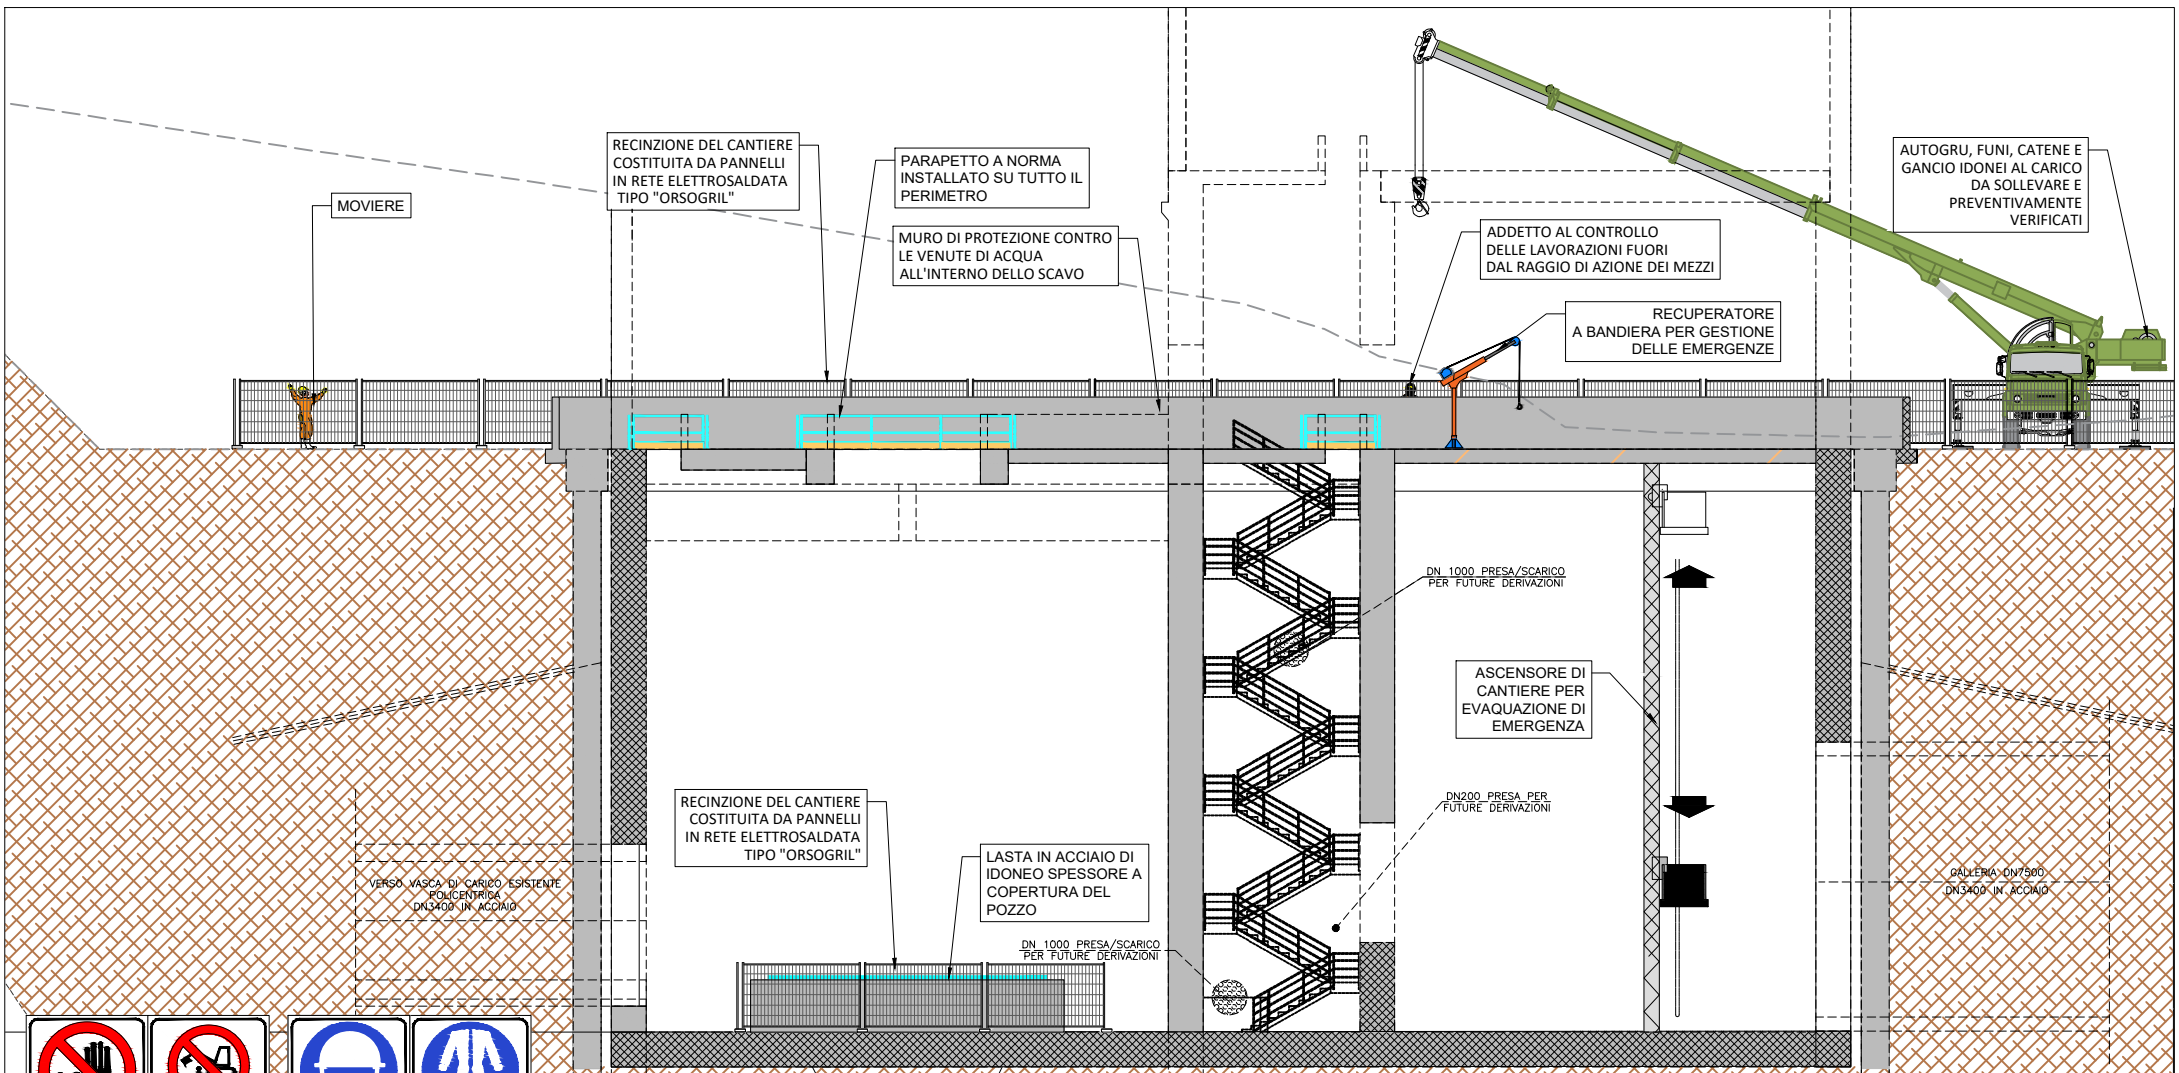 RECINZIONE DEL CANTIERE
COSTITUITA DA PANNELLI
IN RETE ELETTROSALDATA
TIPO "ORSOGRIL"
PARAPETTO A NORMA
INSTALLATO SU TUTTO IL
PERIMETRO
AUTOGRU, FUNI, CATENE E
GANCIO IDONEI AL CARICO
DA SOLLEVARE E
PREVENTIVAMENTE
VERIFICATI
MOVIERE
MURO DI PROTEZIONE CONTRO
LE VENUTE DI ACQUA
ALL'INTERNO DELLO SCAVO
ADDETTO AL CONTROLLO
DELLE LAVORAZIONI FUORI
DAL RAGGIO DI AZIONE DEI MEZZI
RECUPERATORE
A BANDIERA PER GESTIONE
DELLE EMERGENZE
DN 1000 PRESA/SCARICO
PER FUTURE DERIVAZIONI
ASCENSORE DI
CANTIERE PER
EVAQUAZIONE DI
EMERGENZA
RECINZIONE DEL CANTIERE
COSTITUITA DA PANNELLI
IN RETE ELETTROSALDATA
TIPO "ORSOGRIL"
DN200 PRESA PER
FUTURE DERIVAZIONI
LASTA IN ACCIAIO DI
IDONEO SPESSORE A
COPERTURA DEL
POZZO
VERSO VASCA DI CARICO ESISTENTE
POLICENTRICA
DN3400 IN ACCIAIO
GALLERIA DN7500
DN3400 IN ACCIAIO
DN 1000 PRESA/SCARICO
PER FUTURE DERIVAZIONI